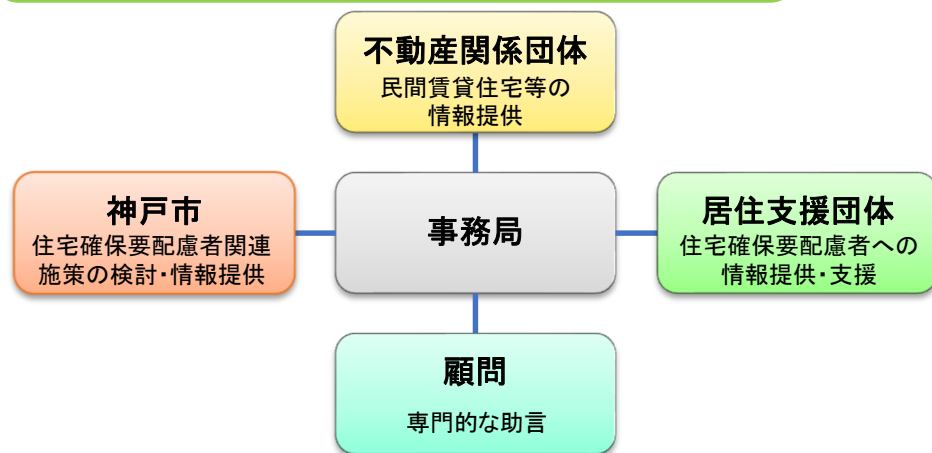 不動産関係団体
民間賃貸住宅等の
情報提供
神戸市
住宅確保要配慮者関連
施策の検討・情報提供
事務局
居住支援団体
住宅確保要配慮者への
情報提供・支援
顧問
専門的な助言